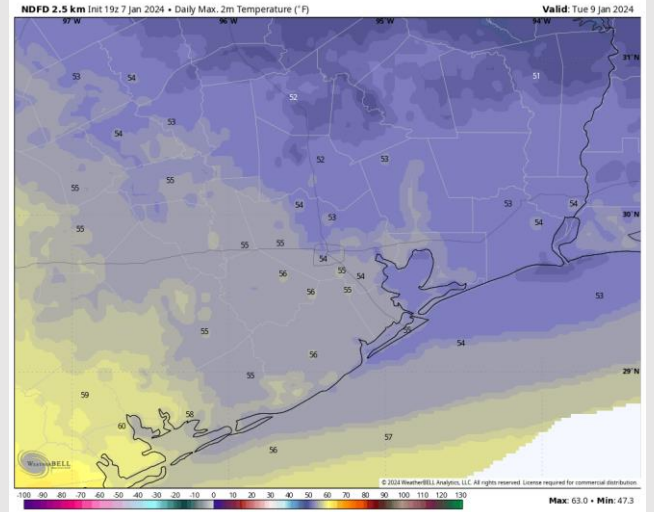 NDFD 2.5 km Init 19z 7 Jan 2024 • Daily Max. 2m Temperature (°F) Valid: Tue 9 Jan 2024
97°W 96°W 95°W 94°W
31°N
53 54 51
52
53
54
52 53
55 55
54 53 54
53 54
30°N
55
55 55
54
56 55 54
56 55
53
55 55
54
56
29°N
55
59
58
60
57
56
WeatherBELL
© 2024 WeatherBELL Analytics, LLC. All rights reserved. License required for commercial distribution.
-100 -90 -80 -70 -60 -50 -40 -30 -20 -10 0 10 20 30 40 50 60 70 80 90 100 110 120 130
Max: 63.0 • Min: 47.3